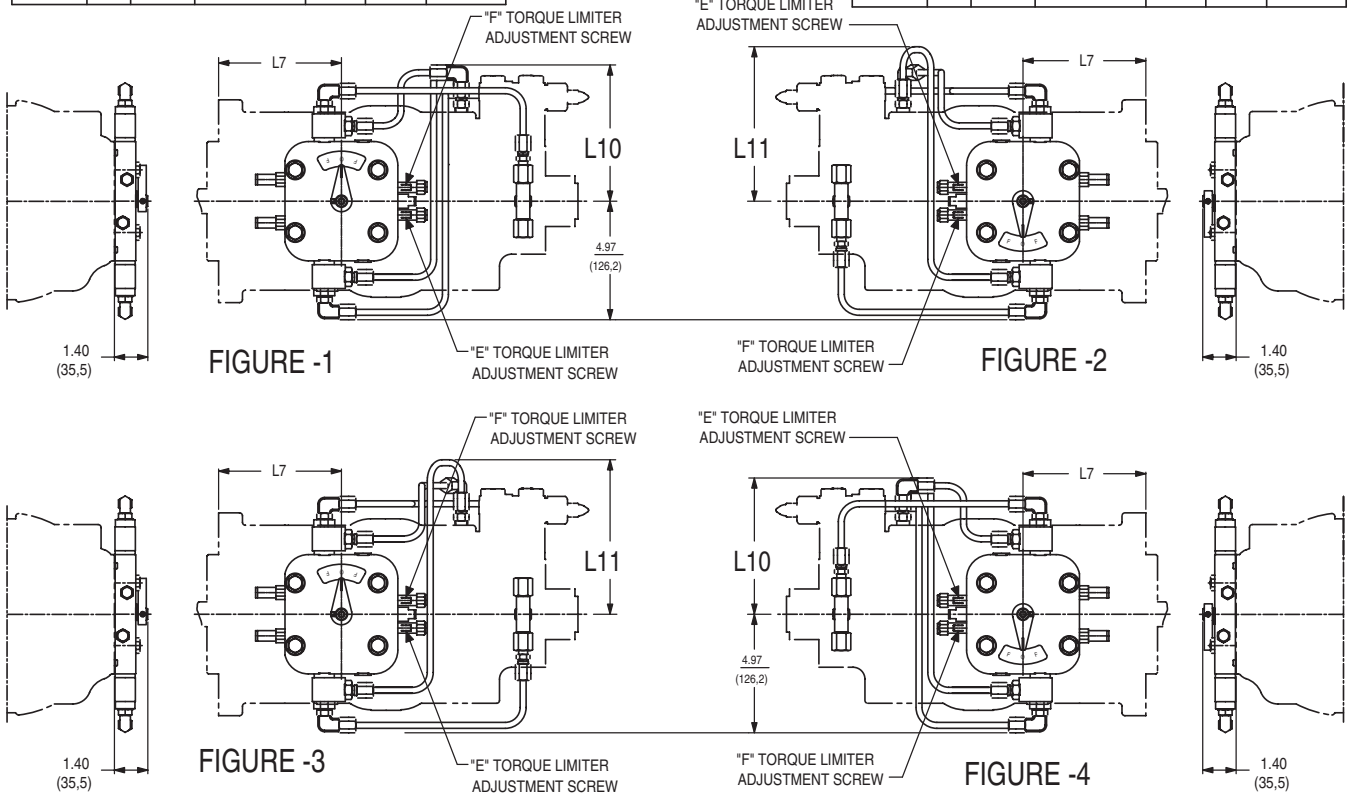 "F" TORQUE LIMITER
ADJUSTMENT SCREW
"E" TORQUE LIMITER
ADJUSTMENT SCREW
L7
L10
4.97
(126,2)
F O F
1.40
(35,5)
FIGURE -1
"E" TORQUE LIMITER
ADJUSTMENT SCREW
L7
L11
F O F
"F" TORQUE LIMITER
ADJUSTMENT SCREW
FIGURE -2
1.40
(35,5)
"F" TORQUE LIMITER
ADJUSTMENT SCREW
L7
L11
F O F
1.40
(35,5)
FIGURE -3
"E" TORQUE LIMITER
ADJUSTMENT SCREW
"E" TORQUE LIMITER
ADJUSTMENT SCREW
L7
L10
4.97
(126,2)
F O F
"F" TORQUE LIMITER
ADJUSTMENT SCREW
FIGURE -4
1.40
(35,5)